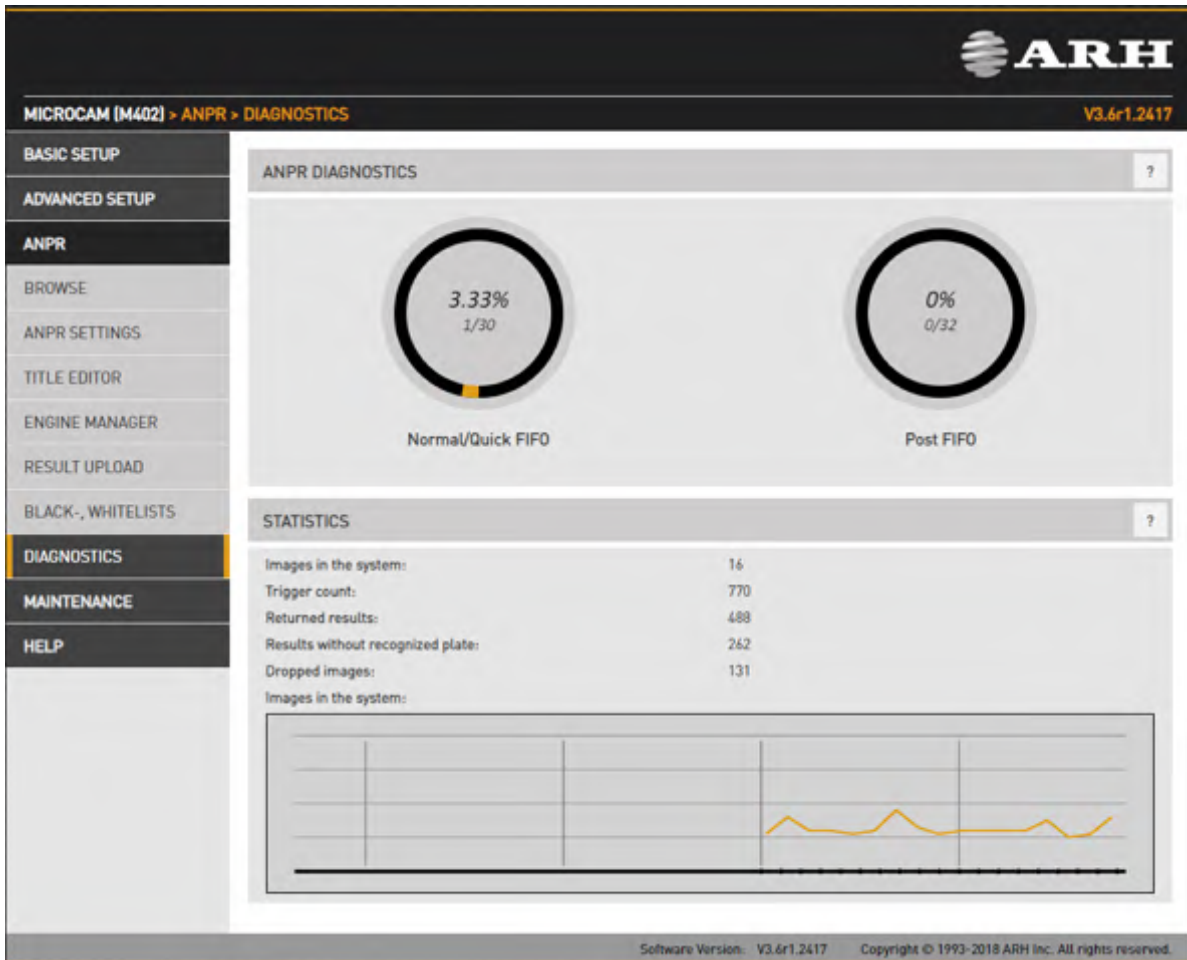 ARH
MICROCAM (M402) > ANPR > DIAGNOSTICS
V3.6r1.2417
BASIC SETUP
ADVANCED SETUP
ANPR
BROWSE
ANPR SETTINGS
TITLE EDITOR
ENGINE MANAGER
RESULT UPLOAD
BLACK-, WHITELISTS
DIAGNOSTICS
MAINTENANCE
HELP
ANPR DIAGNOSTICS
?
3.33%
1/30
Normal/Quick FIFO
0%
0/32
Post FIFO
STATISTICS
?
Images in the system: 16
Trigger count: 770
Returned results: 488
Results without recognized plate: 262
Dropped images: 131
Images in the system:
Software Version: V3.6r1.2417 Copyright © 1993-2018 ARH Inc. All rights reserved.